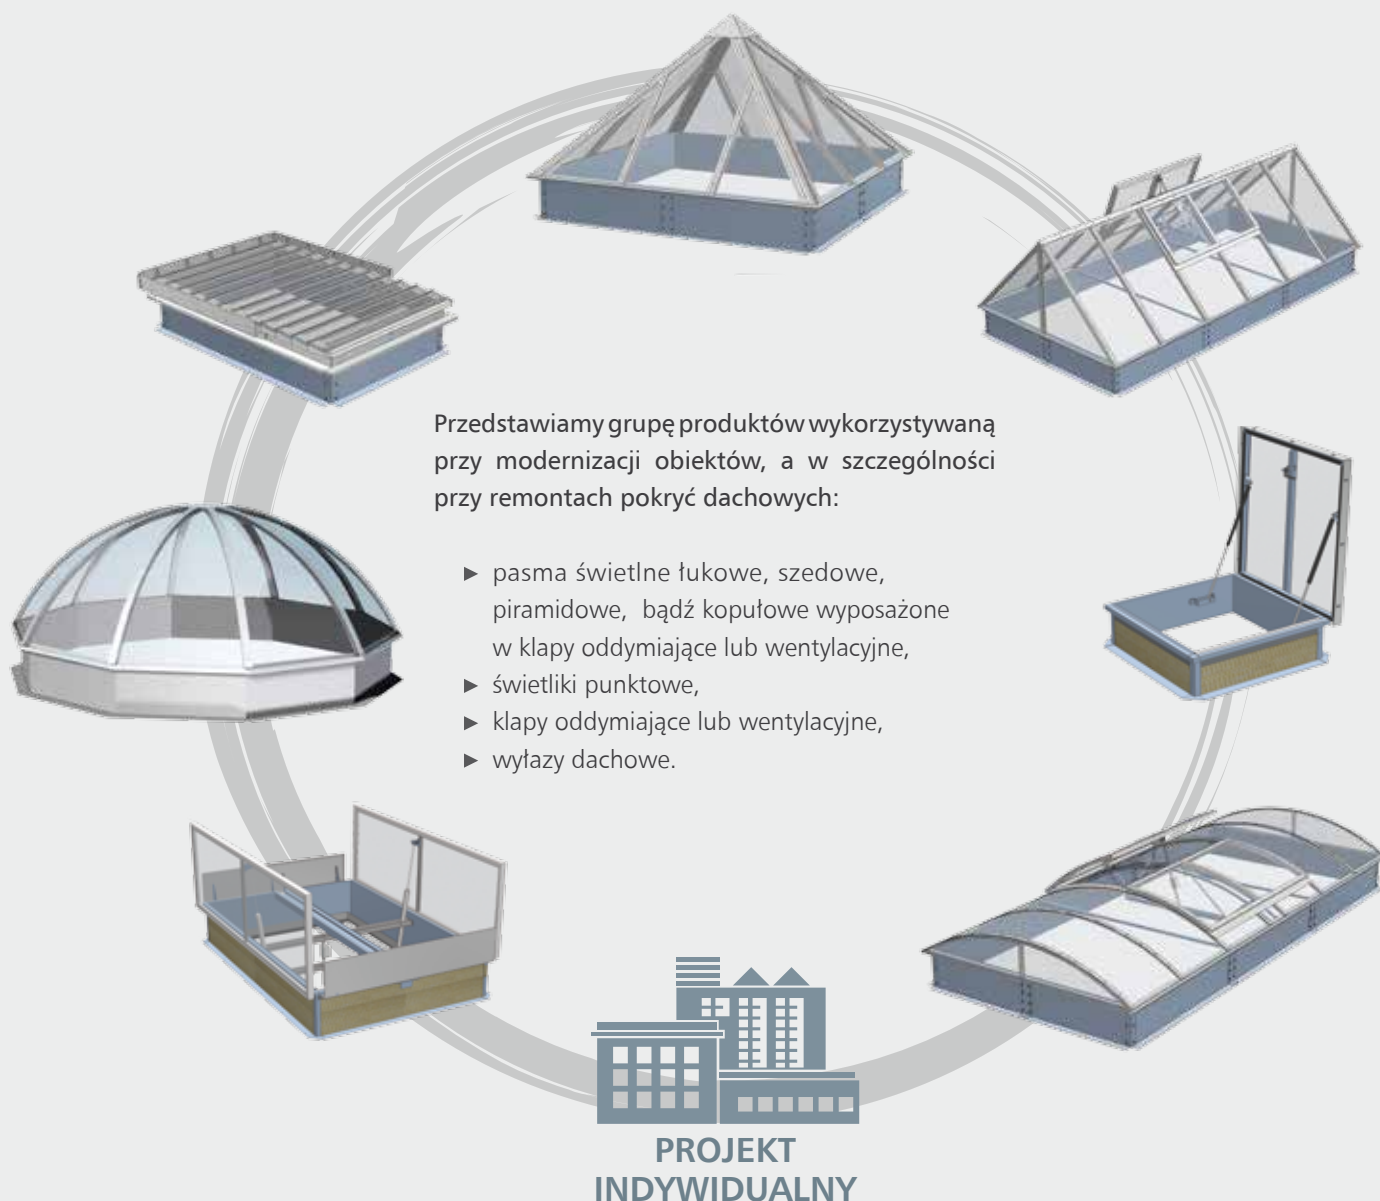 Przedstawiamy grupę produktów wykorzystywaną
przy modernizacji obiektów, a w szczególności
przy remontach pokryć dachowych:
► pasma świetlne łukowe, szedowe,
piramidowe, bądź kopułowe wyposażone
w klapy oddymiające lub wentylacyjne,
► świetliki punktowe,
► klapy oddymiające lub wentylacyjne,
► wyłazy dachowe.
PROJEKT
INDYWIDUALNY